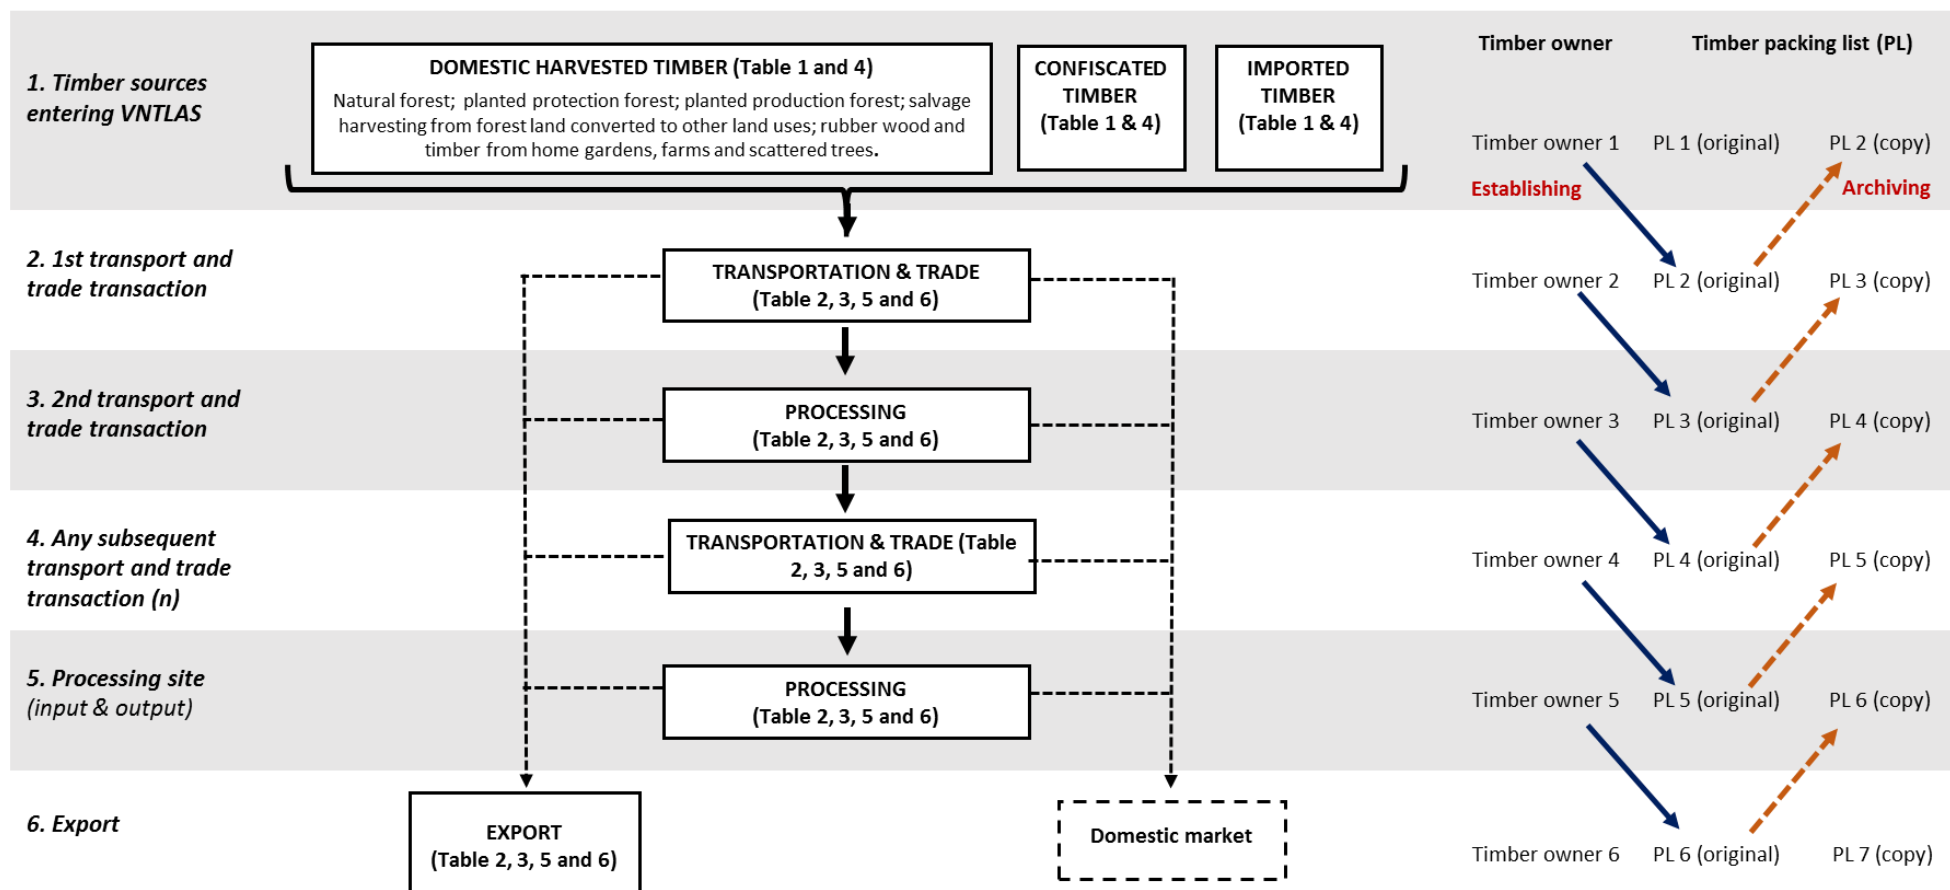 Timber owner
Timber packing list (PL)
1. Timber sources
entering VNTLAS
DOMESTIC HARVESTED TIMBER (Table 1 and 4)
Natural forest; planted protection forest; planted production forest; salvage
harvesting from forest land converted to other land uses; rubber wood and
timber from home gardens, farms and scattered trees.
CONFISCATED
TIMBER
(Table 1 & 4)
IMPORTED
TIMBER
(Table 1 & 4)
Timber owner 1
PL 1 (original)
PL 2 (copy)
Establishing
Archiving
2. 1st transport and
trade transaction
TRANSPORTATION & TRADE
(Table 2, 3, 5 and 6)
Timber owner 2
PL 2 (original)
PL 3 (copy)
3. 2nd transport and
trade transaction
PROCESSING
(Table 2, 3, 5 and 6)
Timber owner 3
PL 3 (original)
PL 4 (copy)
4. Any subsequent
transport and trade
transaction (n)
TRANSPORTATION & TRADE (Table
2, 3, 5 and 6)
Timber owner 4
PL 4 (original)
PL 5 (copy)
5. Processing site
(input & output)
PROCESSING
(Table 2, 3, 5 and 6)
Timber owner 5
PL 5 (original)
PL 6 (copy)
6. Export
EXPORT
(Table 2, 3, 5 and 6)
Domestic market
Timber owner 6
PL 6 (original)
PL 7 (copy)